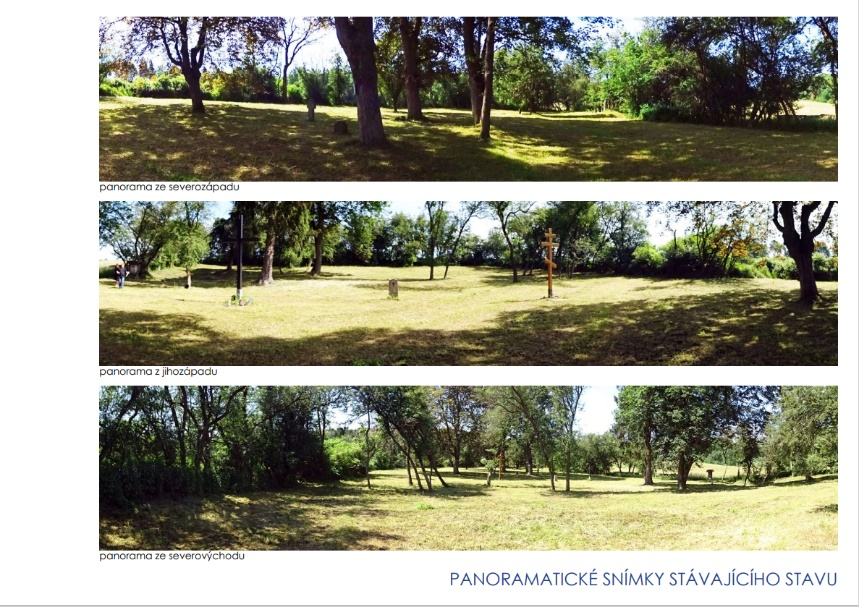 panorama ze severozápadu
panorama z jihozápadu
panorama ze severovýchodu
PANORAMATICKÉ SNÍMKY STÁVAJÍCÍHO STAVU